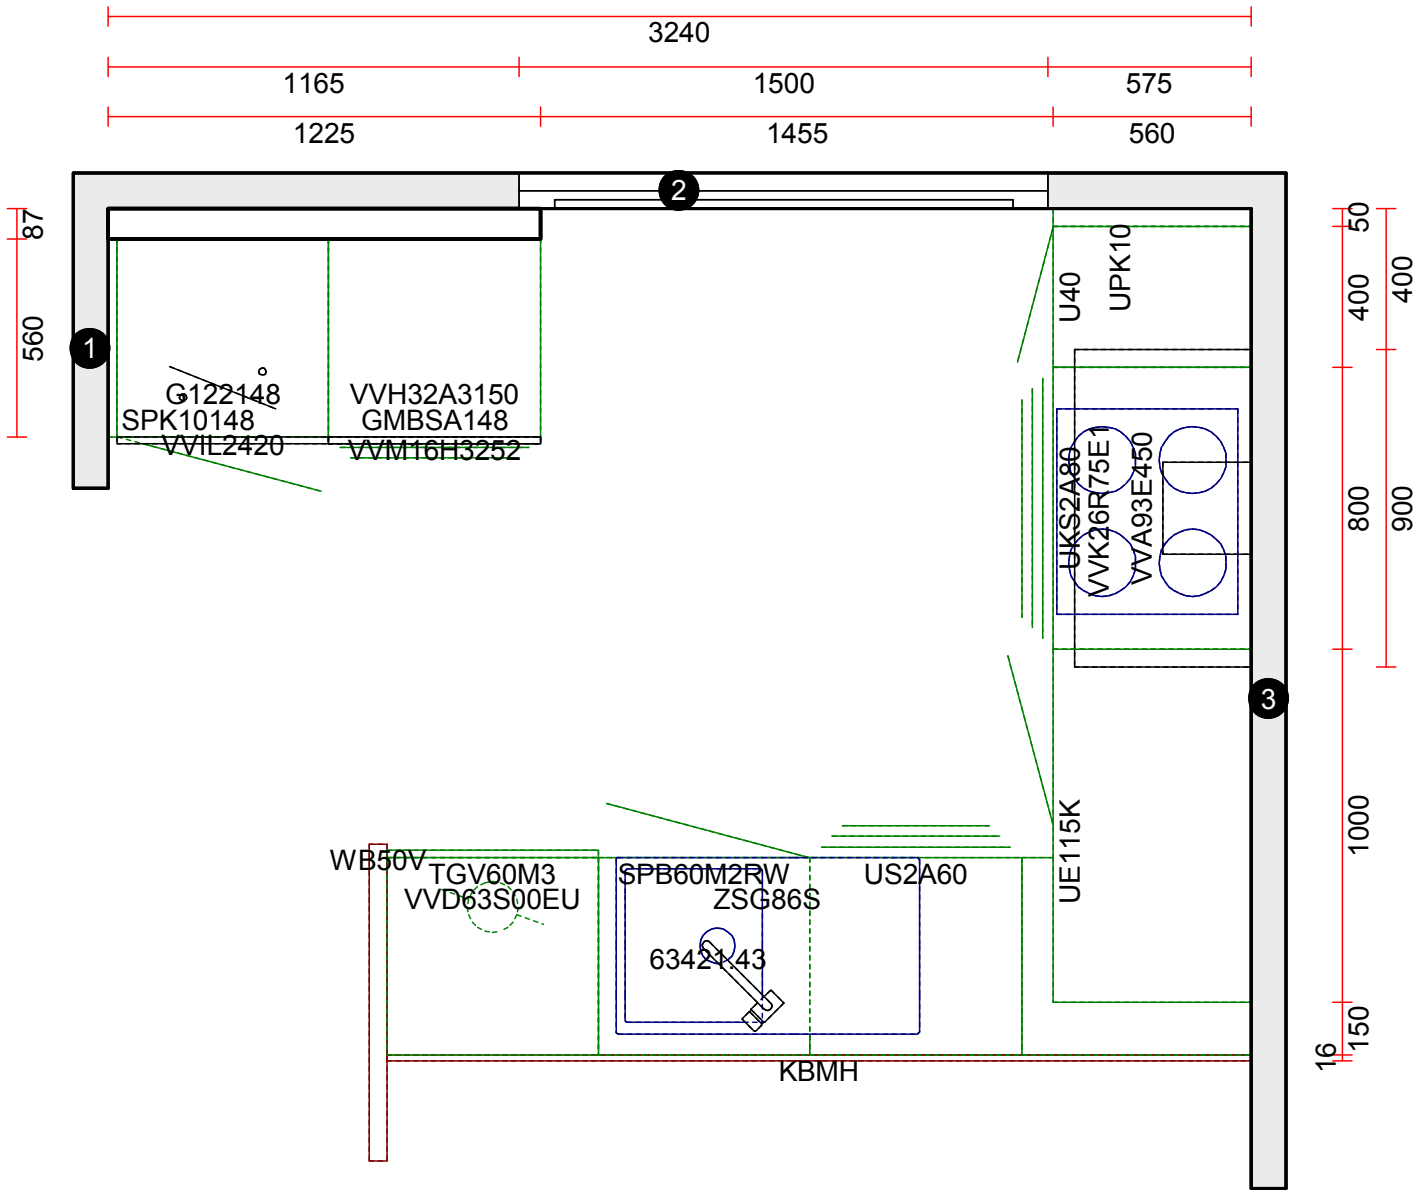 3240
1165 1500 575
1225 1455 560
2
87
50
UPK10
400
U40
400
560
1
G122148 VVH32A3150
SPK10148 GMBSA148
VVIL2420 VVM16H3252
UKS2A80
VVK26R75E1
VVA93E450
800
900
3
1000
UE115K
WB50V
TGV60M3 SPB60M2RW US2A60
VVD63S00EU ZSG86S
63421.43
150
16
KBMH